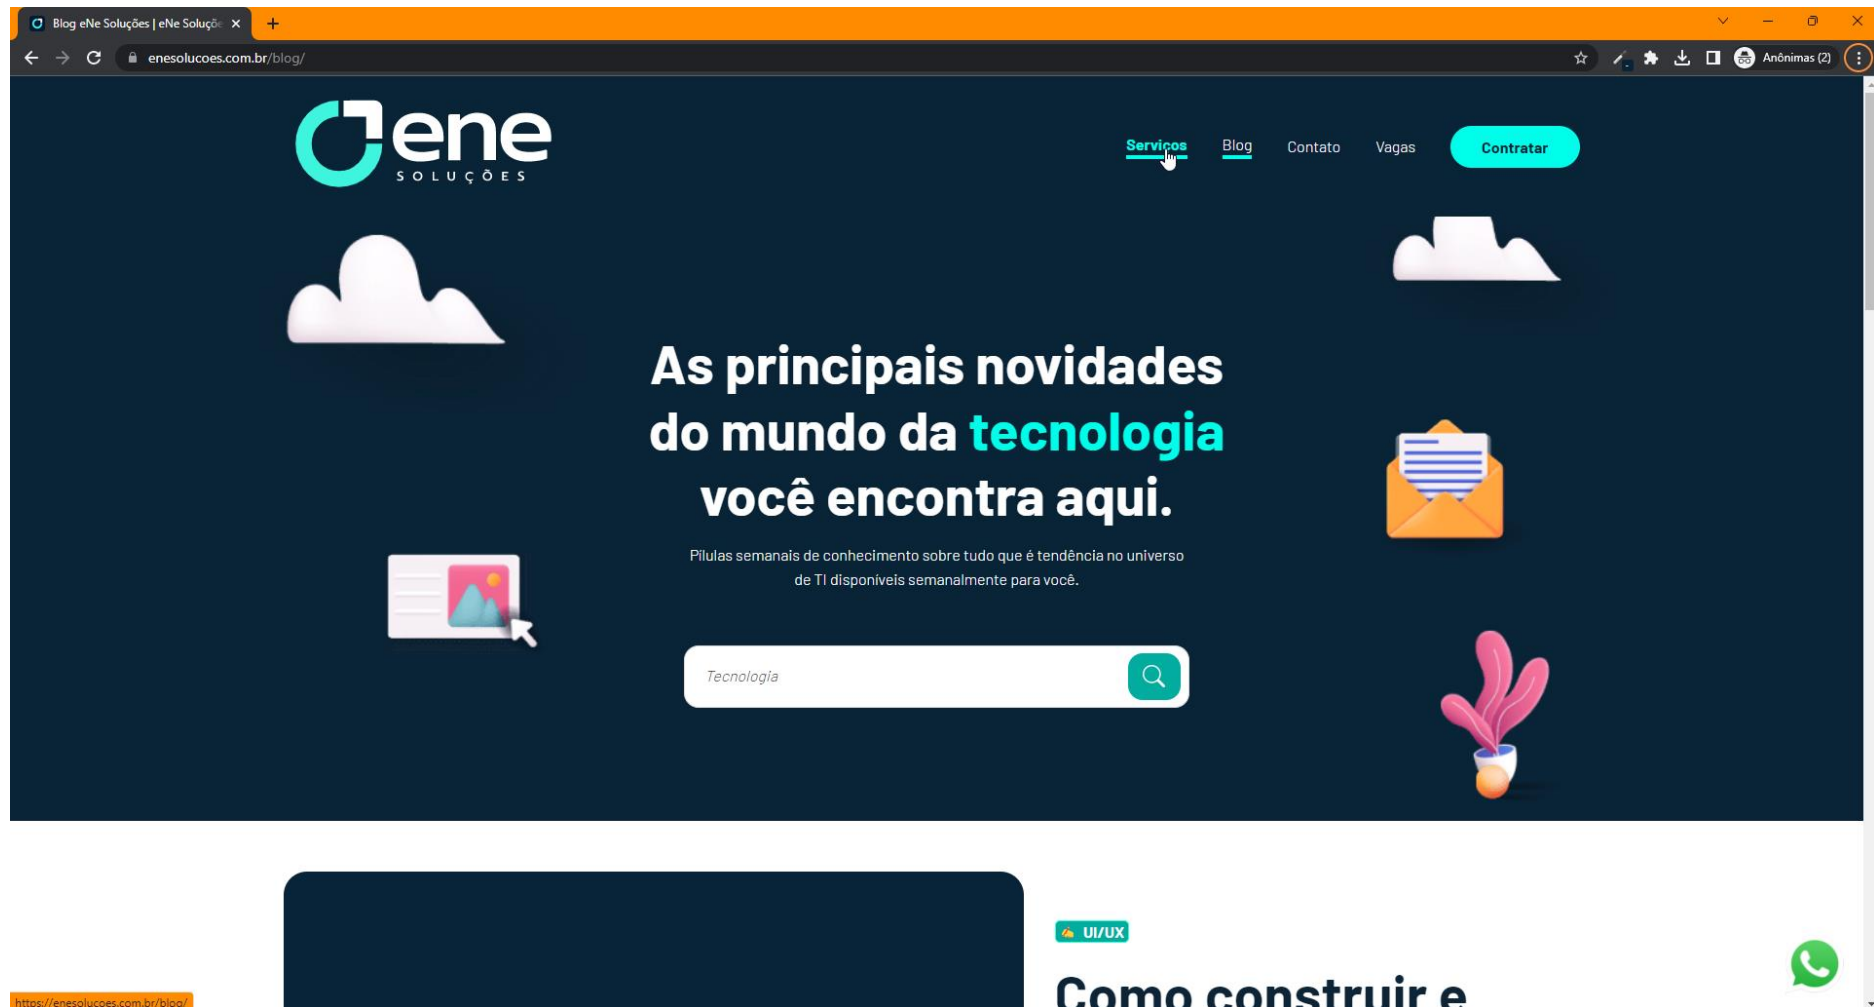 Blog eNe Soluções | eNe Soluçõe
enesolucoes.com.br/blog/
Anônimas (2)
ene
SOLUÇÕES
Serviços
Blog
Contato
Vagas
Contratar
As principais novidades
do mundo da tecnologia
você encontra aqui.
Pílulas semanais de conhecimento sobre tudo que é tendência no universo
de TI disponíveis semanalmente para você.
Tecnologia
UI/UX
Como construir e
https://enesolucoes.com.br/blog/